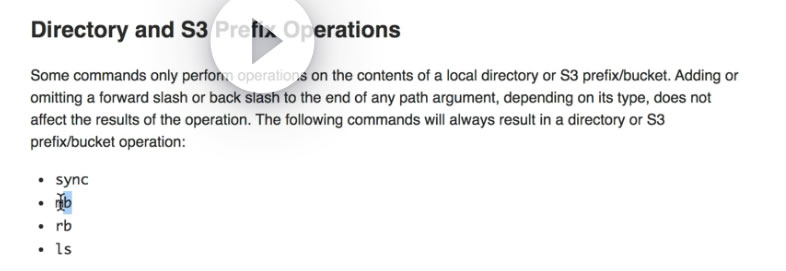 Directory and S3 Prefix Operations
Some commands only perform operations on the contents of a local directory or S3 prefix/bucket. Adding or
omitting a forward slash or back slash to the end of any path argument, depending on its type, does not
affect the results of the operation. The following commands will always result in a directory or S3
prefix/bucket operation:
• sync
• mb
• rb
• ls